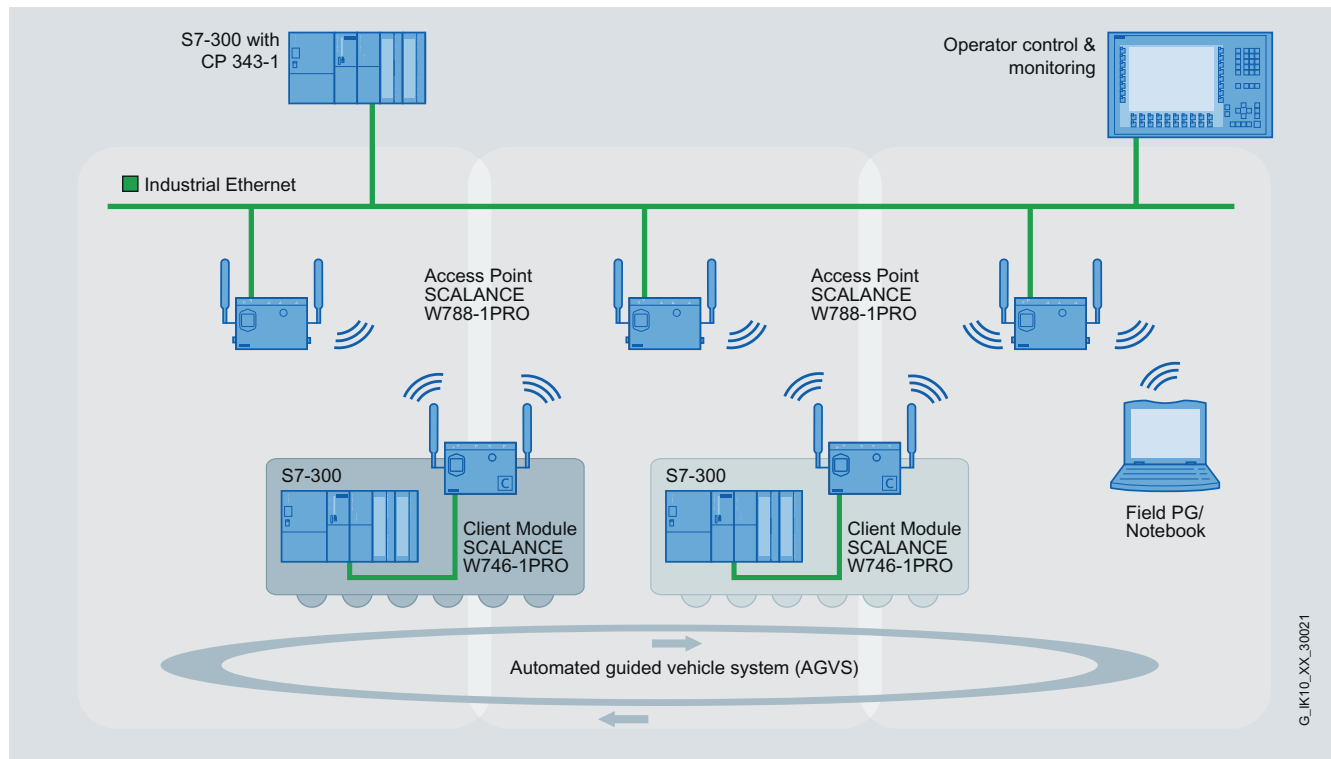 S7-300 with
CP 343-1
Operator control &
monitoring
Industrial Ethernet
Access Point
SCALANCE
W788-1PRO
Access Point
SCALANCE
W788-1PRO
S7-300
Client Module
SCALANCE
W746-1PRO
C
S7-300
Client Module
SCALANCE
W746-1PRO
C
Field PG/
Notebook
Automated guided vehicle system (AGVS)
G_IK10_XX_30021